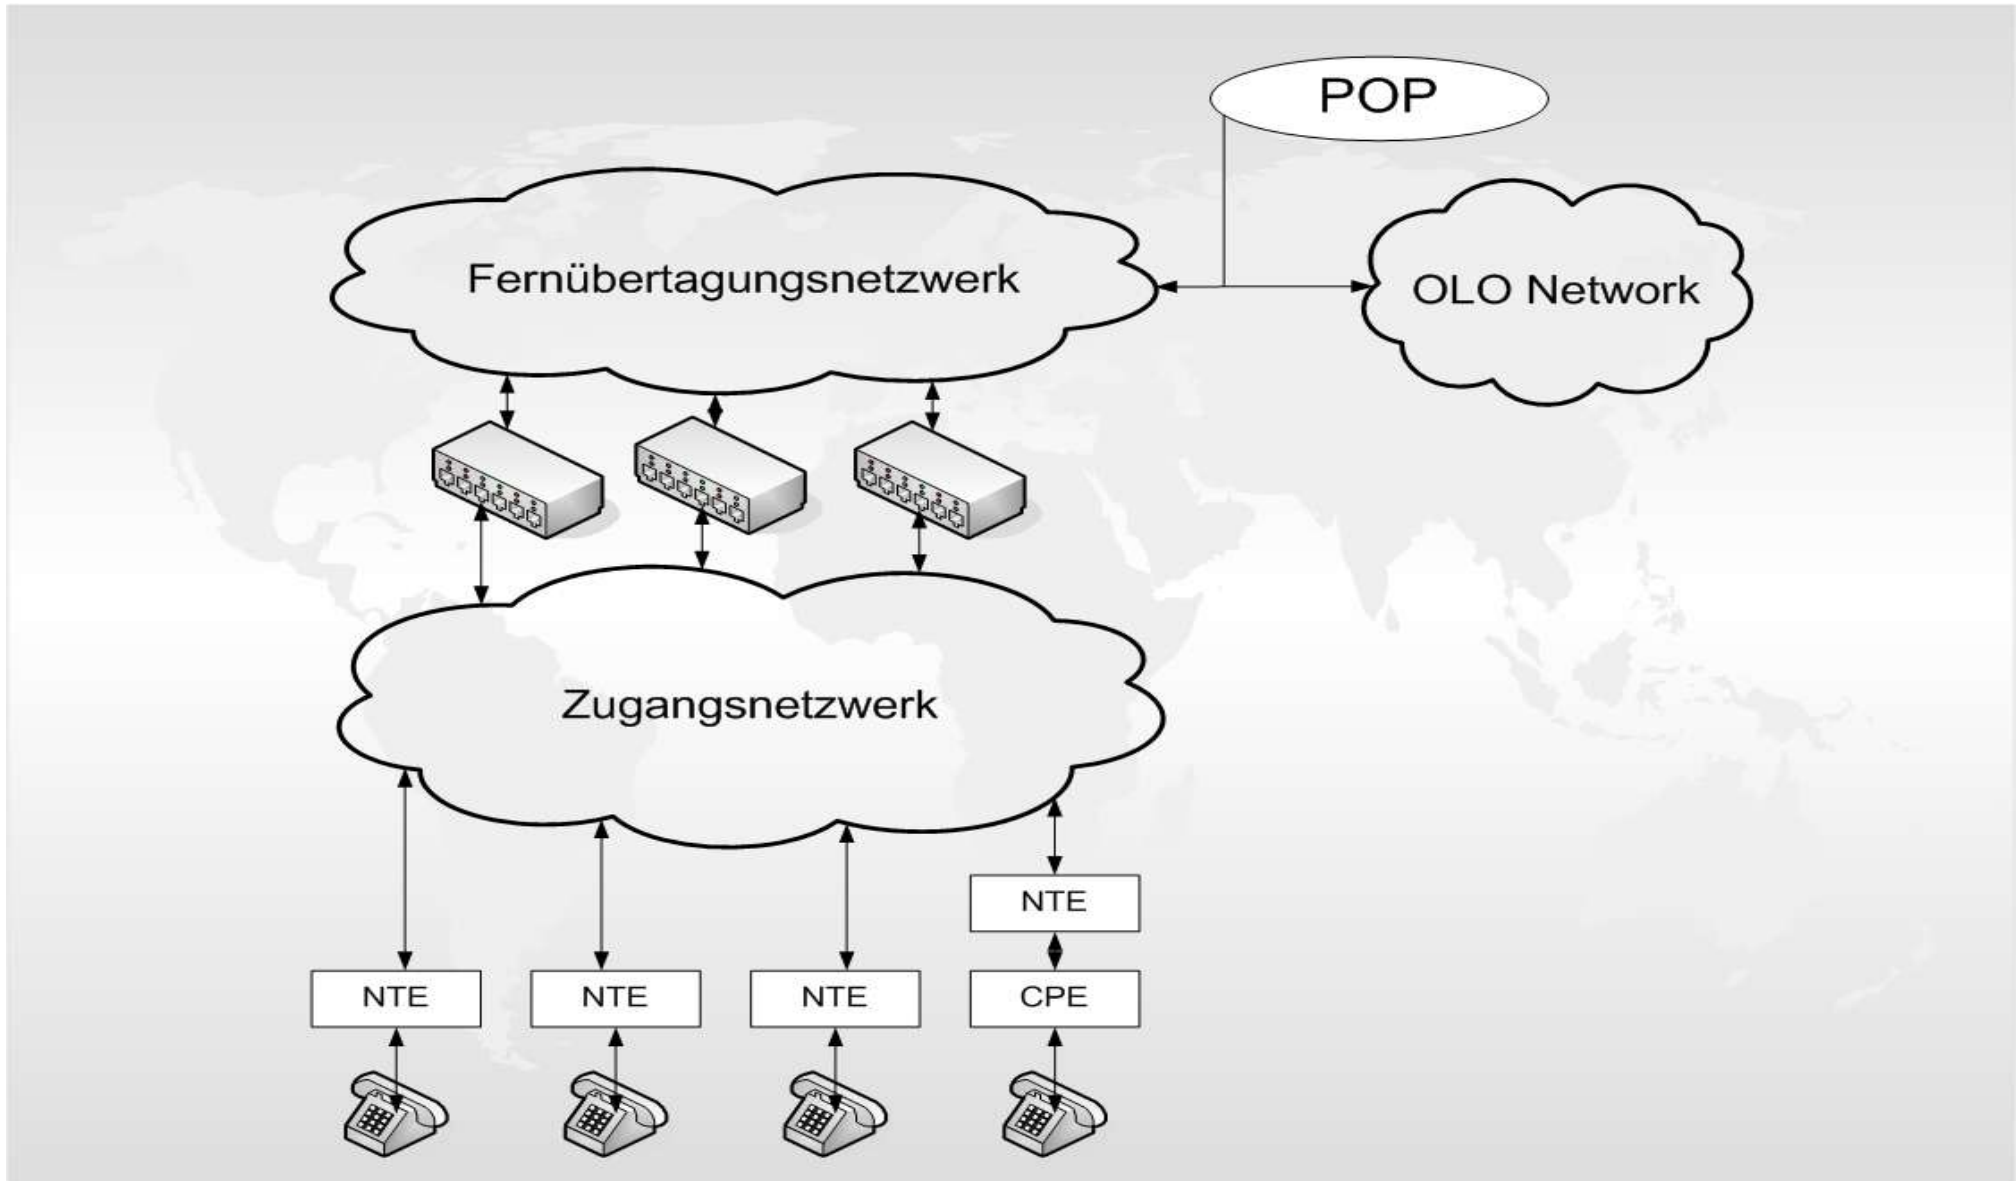 POP
Fernübertagungsnetzwerk
OLO Network
Zugangsnetzwerk
NTE
NTE
NTE
NTE
CPE